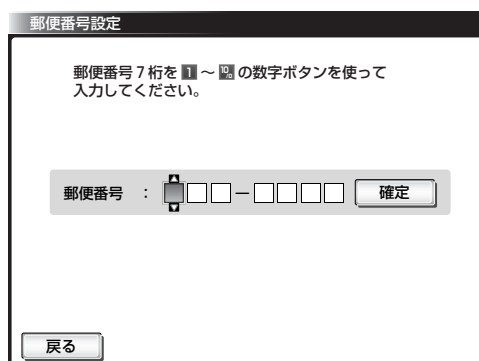 郵便番号設定
郵便番号7桁を 1 ～ 10 の数字ボタンを使って
入力してください。
郵便番号 : － 確定
戻る